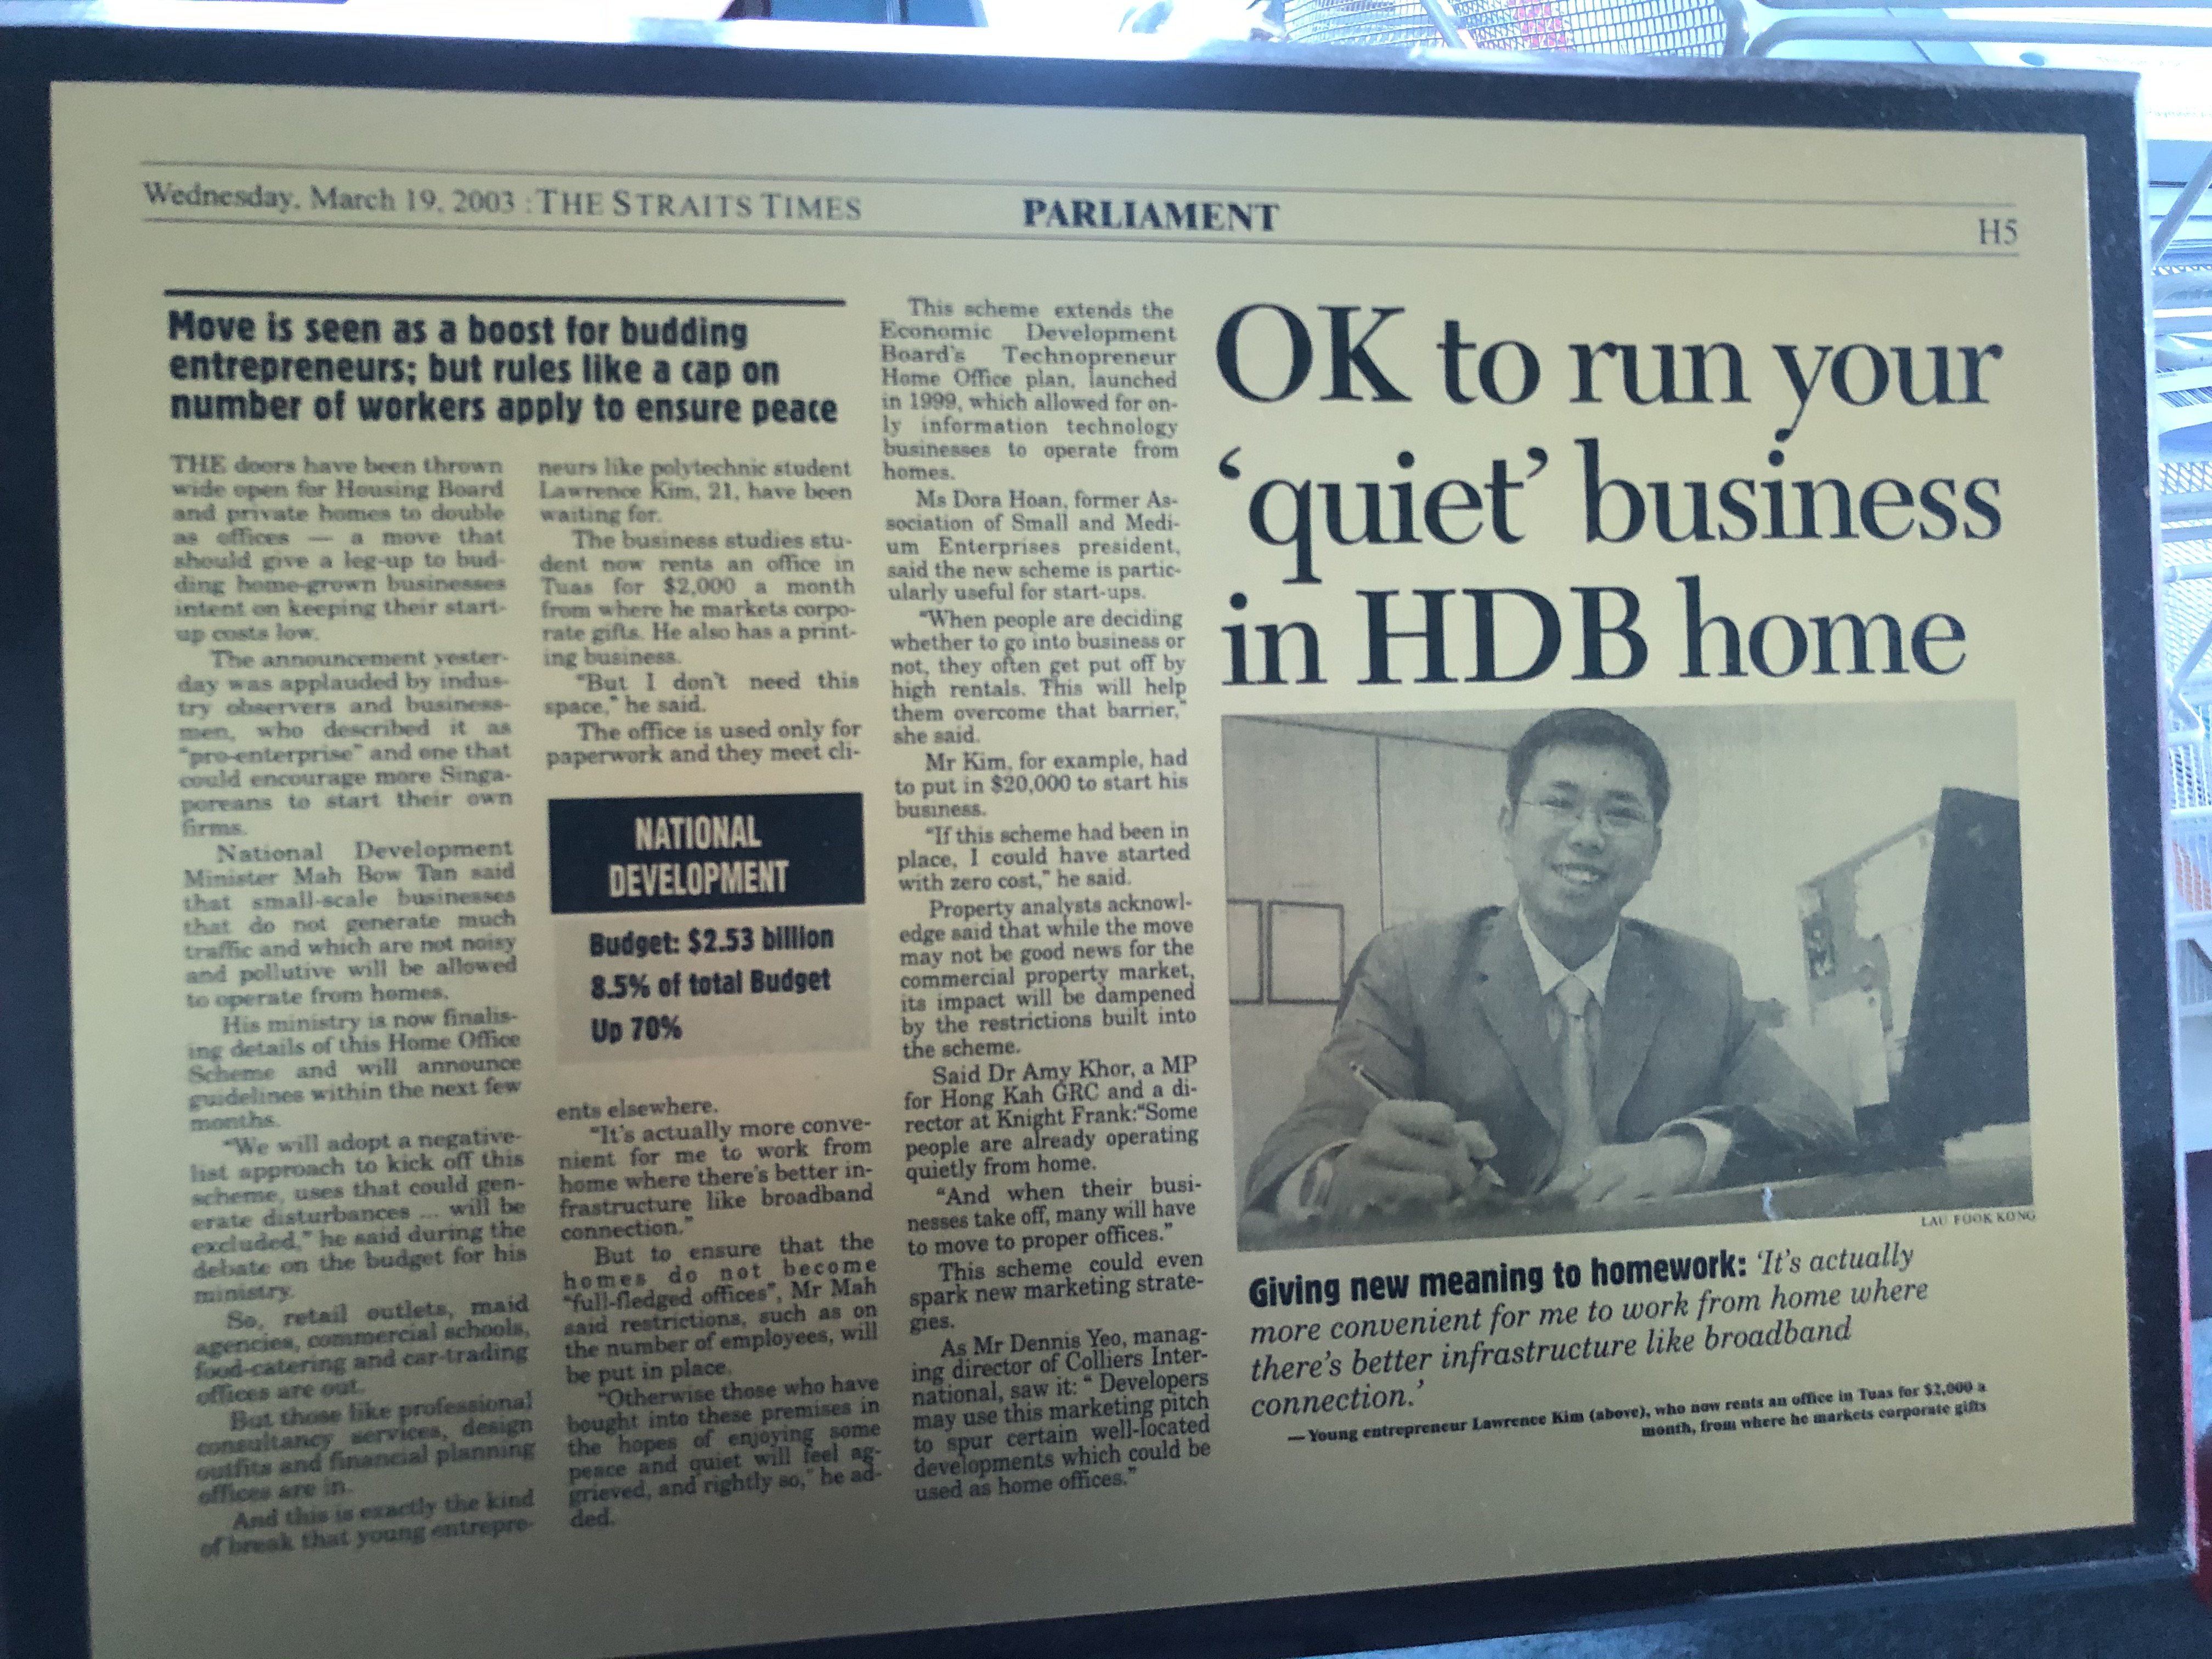 Wednesday, March 19, 2003 : THE STRAITS TIMES
PARLIAMENT
H5
OK to run your
‘quiet’ business
in HDB home
Move is seen as a boost for budding
entrepreneurs; but rules like a cap on
number of workers apply to ensure peace
THE doors have been thrown
wide open for Housing Board
and private homes to double
as offices — a move that
should give a leg-up to bud-
ding home-grown businesses
intent on keeping their start-
up costs low.
The announcement yester-
day was applauded by indus-
try observers and business-
men, who described it as
“pro-enterprise” and one that
could encourage more Singa-
poreans to start their own
firms.
National Development
Minister Mah Bow Tan said
that small-scale businesses
that do not generate much
traffic and which are not noisy
and pollutive will be allowed
to operate from homes.
His ministry is now finalis-
ing details of this Home Office
Scheme and will announce
guidelines within the next few
months.
“We will adopt a negative-
list approach to kick off this
scheme, uses that could gen-
erate disturbances ... will be
excluded,” he said during the
debate on the budget for his
ministry.
So, retail outlets, maid
agencies, commercial schools,
food-catering and car-trading
offices are out.
But those like professional
consultancy services, design
outfits and financial planning
offices are in.
And this is exactly the kind
of break that young entrepre-
neurs like polytechnic student
Lawrence Kim, 21, have been
waiting for.
The business studies stu-
dent now rents an office in
Tuas for $2,000 a month
from where he markets corpo-
rate gifts. He also has a print-
ing business.
“But I don’t need this
space,” he said.
The office is used only for
paperwork and they meet cli-
NATIONAL
DEVELOPMENT
Budget: $2.53 billion
8.5% of total Budget
Up 70%
ents elsewhere.
“It’s actually more conve-
nient for me to work from
home where there’s better in-
frastructure like broadband
connection.”
But to ensure that the
homes do not become
“full-fledged offices”, Mr Mah
said restrictions, such as on
the number of employees, will
be put in place.
“Otherwise those who have
bought into these premises in
the hopes of enjoying some
peace and quiet will feel ag-
grieved, and rightly so,” he ad-
ded.
This scheme extends the
Economic Development
Board’s Technopreneur
Home Office plan, launched
in 1999, which allowed for on-
ly information technology
businesses to operate from
homes.
Ms Dora Hoan, former As-
sociation of Small and Medi-
um Enterprises president,
said the new scheme is partic-
ularly useful for start-ups.
“When people are deciding
whether to go into business or
not, they often get put off by
high rentals. This will help
them overcome that barrier,”
she said.
Mr Kim, for example, had
to put in $20,000 to start his
business.
“If this scheme had been in
place, I could have started
with zero cost,” he said.
Property analysts acknowl-
edge said that while the move
may not be good news for the
commercial property market,
its impact will be dampened
by the restrictions built into
the scheme.
Said Dr Amy Khor, a MP
for Hong Kah GRC and a di-
rector at Knight Frank:“Some
people are already operating
quietly from home.
“And when their busi-
nesses take off, many will have
to move to proper offices.”
This scheme could even
spark new marketing strate-
gies.
As Mr Dennis Yeo, manag-
ing director of Colliers Inter-
national, saw it: “ Developers
may use this marketing pitch
to spur certain well-located
developments which could be
used as home offices.”
LAU FOOK KONG
Giving new meaning to homework: ‘It’s actually
more convenient for me to work from home where
there’s better infrastructure like broadband
connection.’
— Young entrepreneur Lawrence Kim (above), who now rents an office in Tuas for $2,000 a
month, from where he markets corporate gifts